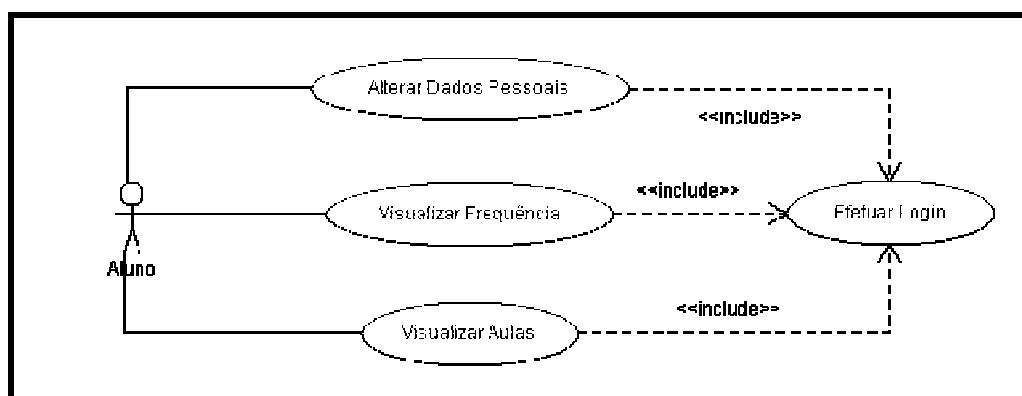 Alterar Dados Pessoais
<<include>>
<<include>>
Visualizar Frequência
Efetuar Login
Aluno
<<include>>
Visualizar Aulas